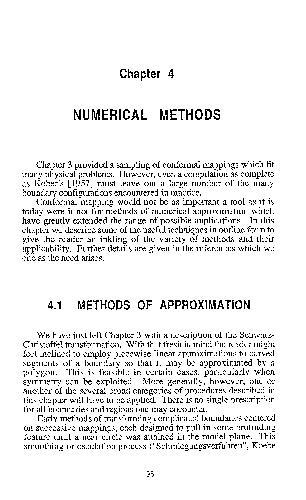 Chapter 4
NUMERICAL METHODS
Chapter 3 provided a sampling of conformal mappings which fit
many physical problems. However, even a compilation as complete
as Kober's [1957] must leave out a large number of the many
boundary configurations encountered in practice.
Conformal mapping would not be as important a tool as it is
today were it not for methods of numerical approximation which
have greatly extended the range of possible applications. In this
chapter we describe some of the useful techniques in outline form to
give the reader an inkling of the variety of methods and their
applicability. Further details are given in the references which we
cite as the need arises.
4.1 METHODS OF APPROXIMATION
We have just left Chapter 3 with a description of the Schwarz-
Christoffel transformation. With this fresh in mind the reader might
feel inclined to employ piecewise linear approximations to curved
segments of a boundary so that it may be approximated by a
polygon. This is feasible in certain cases, particularly when
symmetry can be exploited. More generally, however, one or
another of the several broad categories of procedures described in
this chapter will have to be applied. There is no single prescription
for all boundaries and regions one may encounter.
Early methods of transforming complicated boundaries centered
on successive mappings, each designed to pull in some protruding
feature until a near circle was attained in the model plane. This
smoothing or osculation process ("Schmiegungsverfahren", Koebe